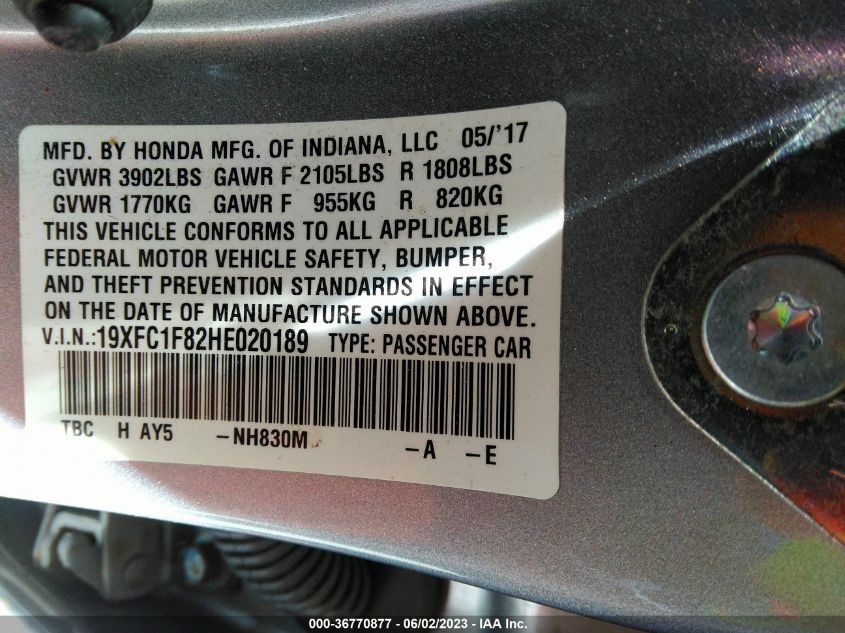 MFD. BY HONDA MFG. OF INDIANA, LLC 05/'17
GVWR 3902LBS GAWR F 2105LBS R 1808LBS
GVWR 1770KG GAWR F 955KG R 820KG
THIS VEHICLE CONFORMS TO ALL APPLICABLE
FEDERAL MOTOR VEHICLE SAFETY, BUMPER,
AND THEFT PREVENTION STANDARDS IN EFFECT
ON THE DATE OF MANUFACTURE SHOWN ABOVE.
V.I.N.:19XFC1F82HE020189 TYPE: PASSENGER CAR
TBC H AY5 -NH830M -A -E
000-36770877 - 06/02/2023 - IAA Inc.